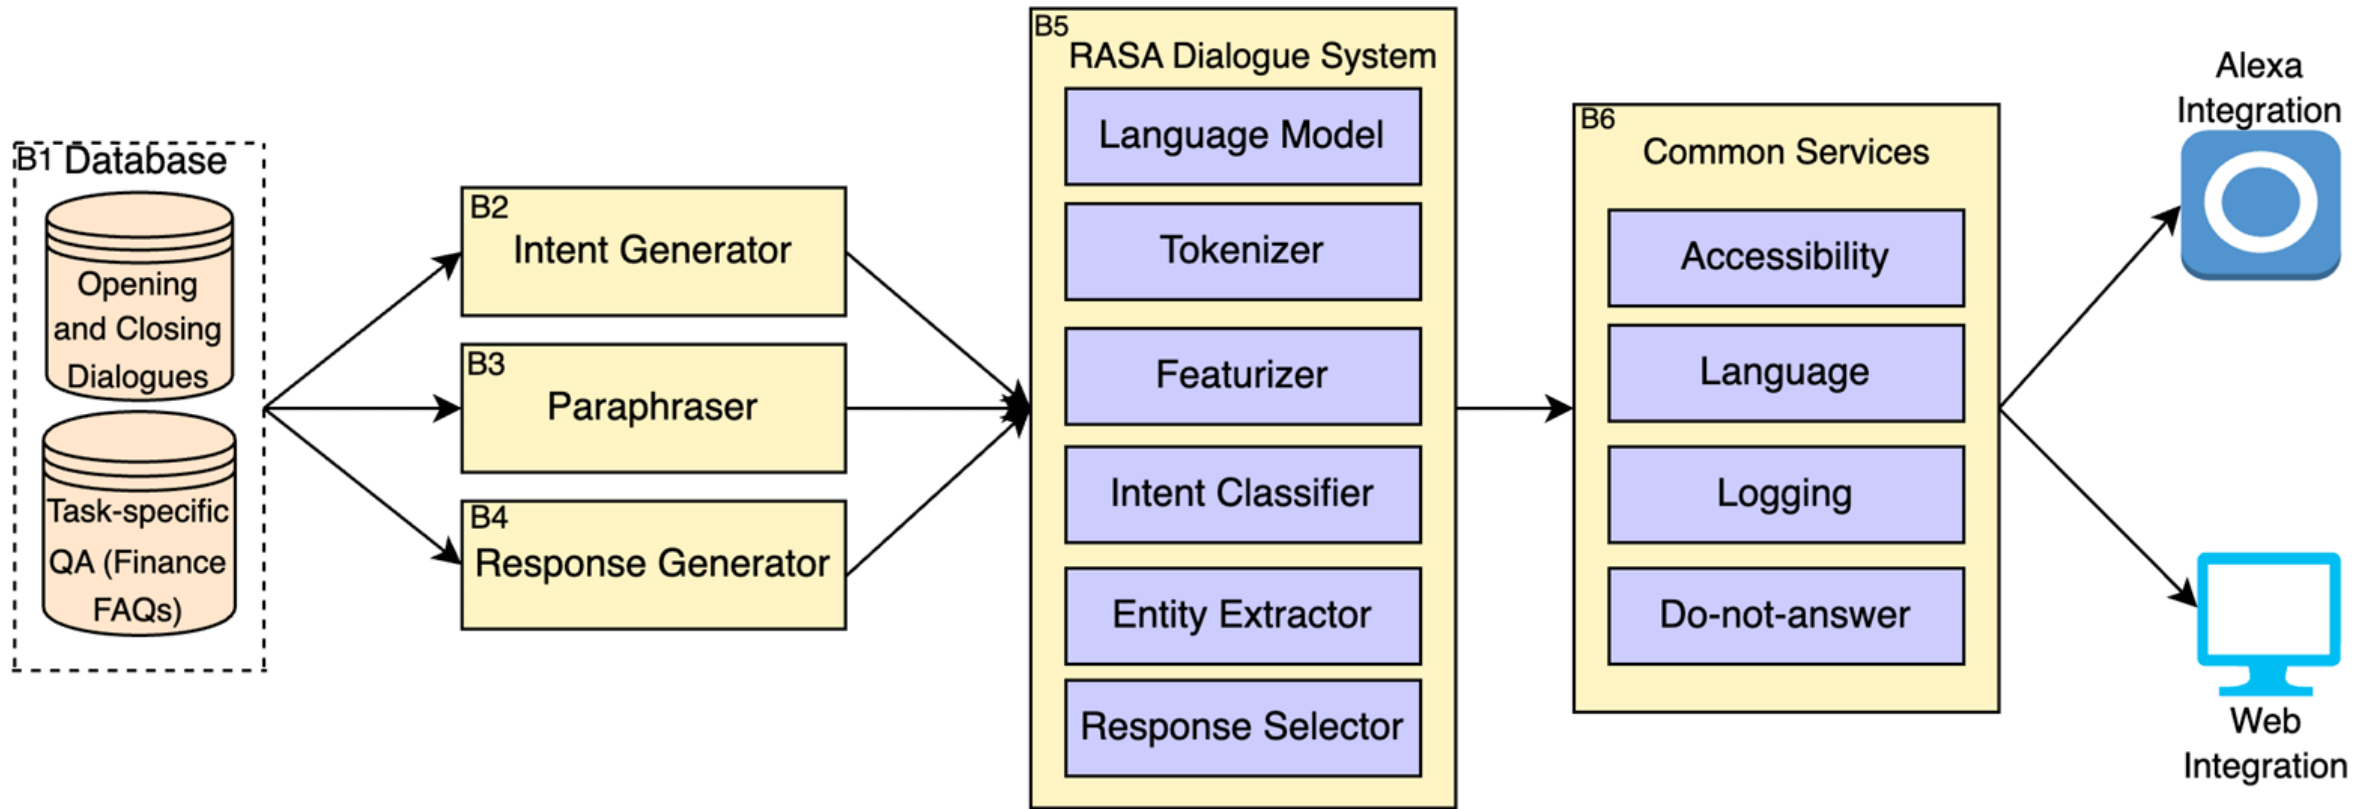 B1 Database
Opening
and Closing
Dialogues
Task-specific
QA (Finance
FAQs)
B2
Intent Generator
B3
Paraphraser
B4
Response Generator
B5
RASA Dialogue System
Language Model
Tokenizer
Featurizer
Intent Classifier
Entity Extractor
Response Selector
B6
Common Services
Accessibility
Language
Logging
Do-not-answer
Alexa
Integration
Web
Integration